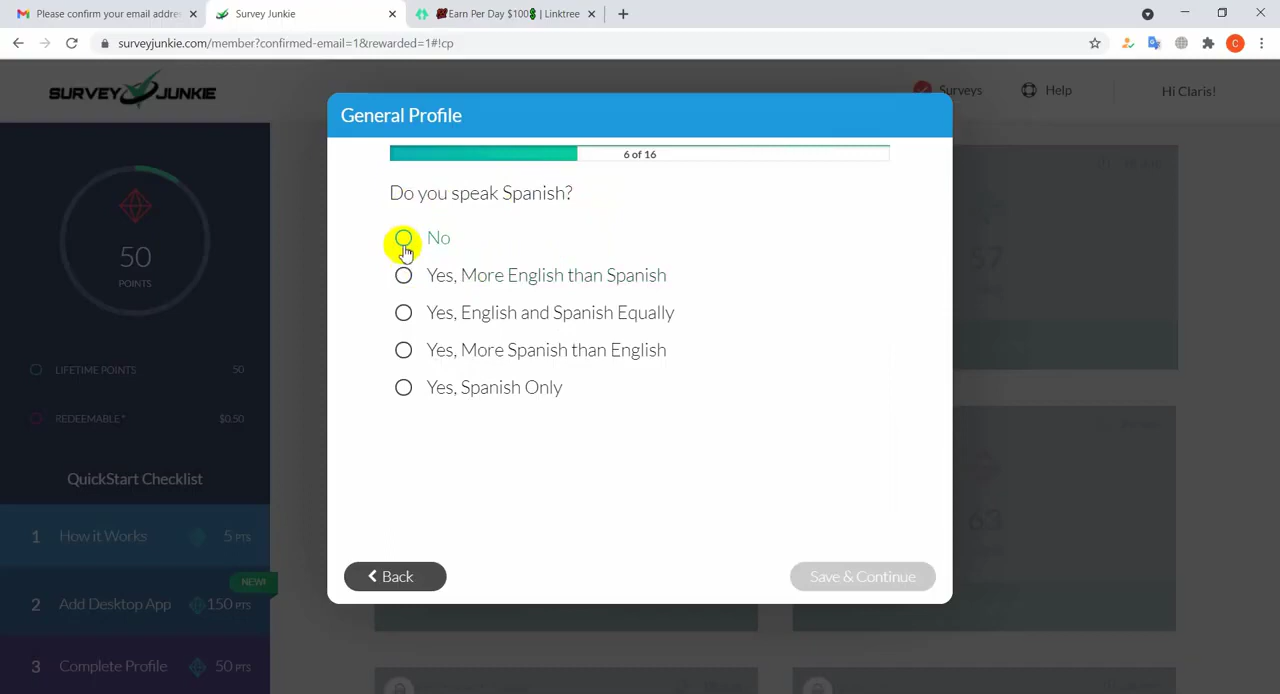 Please confirm your email addres
Survey Junkie
Earn Per Day $100$ | Linktree
surveyjunkie.com/member?confirmed-email=1&rewarded=1#!cp
C
SURVEY JUNKIE
Surveys
Help
Hi Claris!
General Profile
6 of 16
Do you speak Spanish?
No
Yes, More English than Spanish
Yes, English and Spanish Equally
Yes, More Spanish than English
Yes, Spanish Only
Back
Save & Continue
50
POINTS
LIFETIME POINTS 50
REDEEMABLE* $0.50
QuickStart Checklist
1 How it Works 5 PTS
NEW!
2 Add Desktop App 150 PTS
3 Complete Profile 50 PTS
57
63